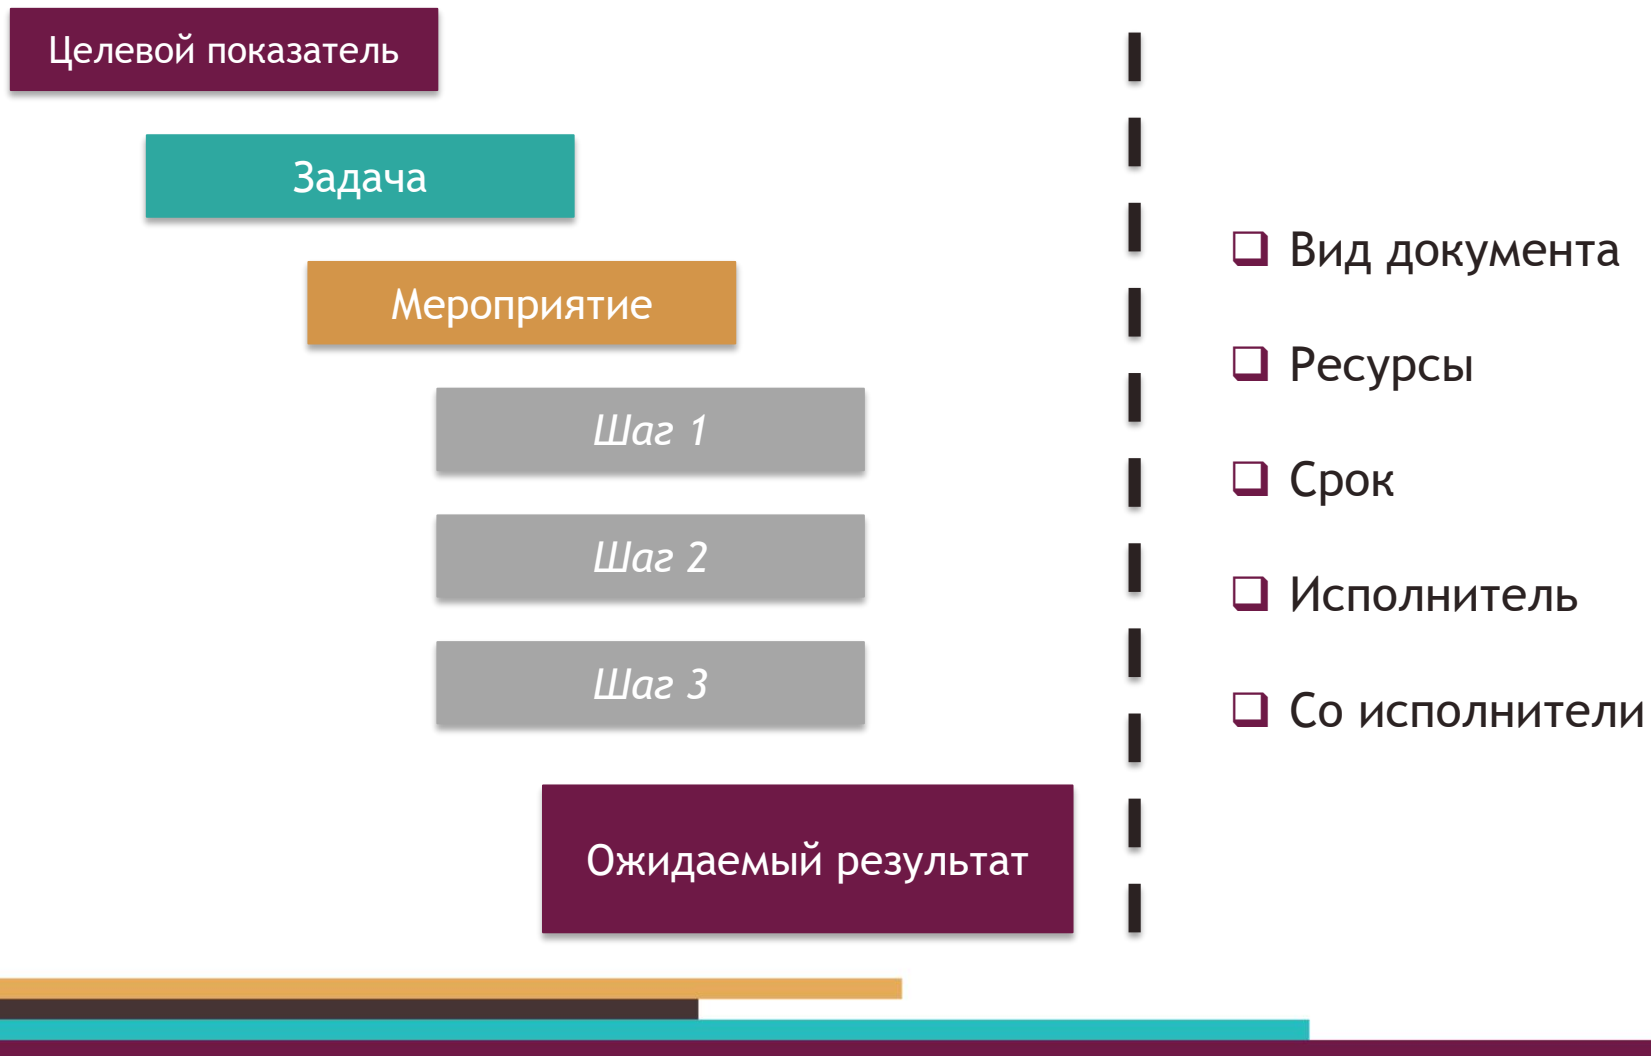 Целевой показатель
Задача
Мероприятие
Шаг 1
Шаг 2
Шаг 3
Ожидаемый результат
Вид документа
Ресурсы
Срок
Исполнитель
Со исполнители